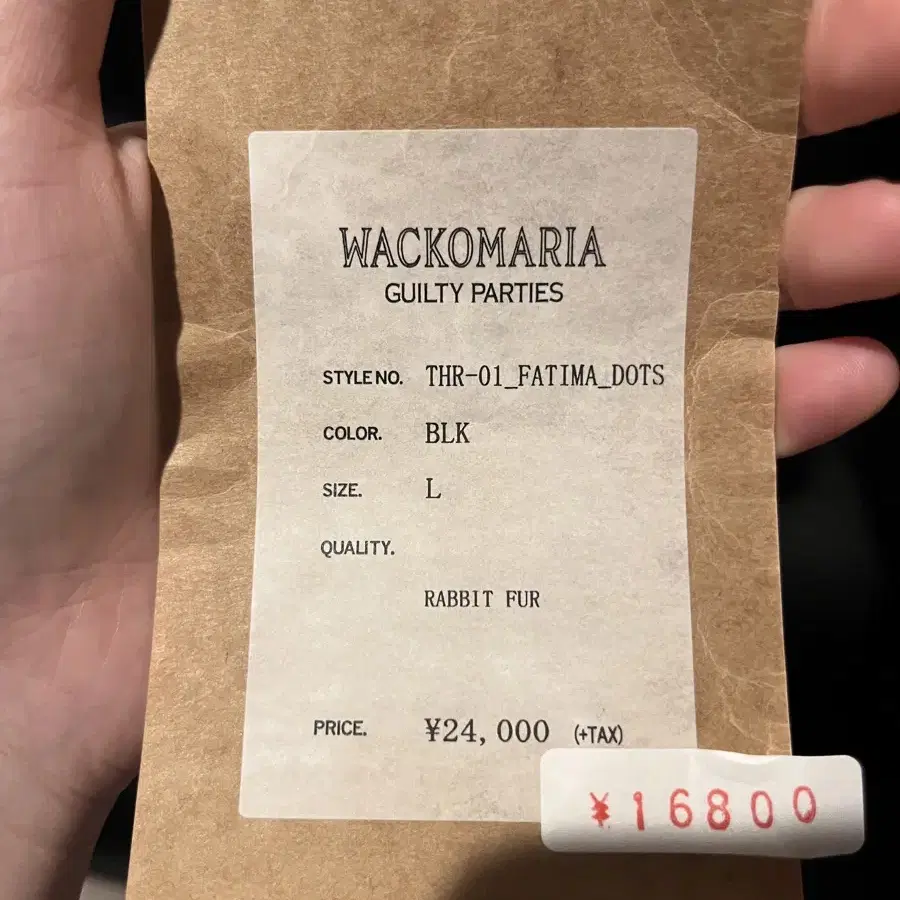 WACKOMARIA
GUILTY PARTIES
STYLE NO. THR-01_FATIMA_DOTS
COLOR. BLK
SIZE. L
QUALITY.
RABBIT FUR
PRICE. ¥24,000 (+TAX)
¥16800